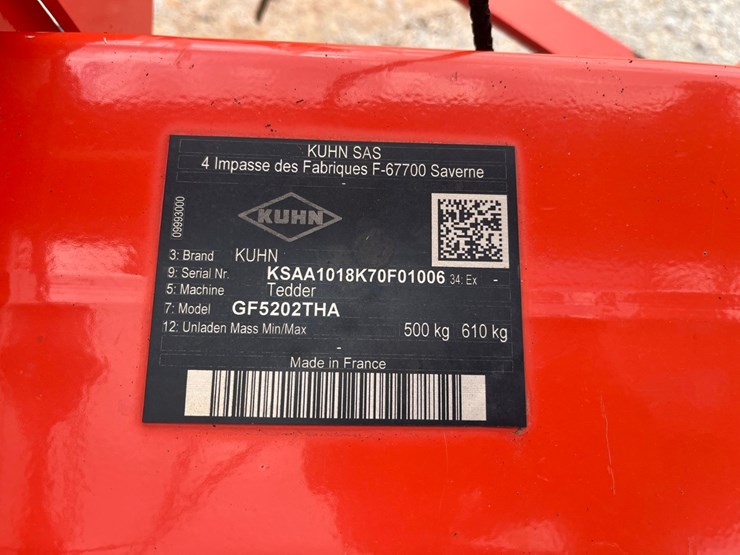 KUHN SAS
4 Impasse des Fabriques F-67700 Saverne
09993000
KUHN
3: Brand KUHN
9: Serial Nr. KSAA1018K70F01006 34: Ex -
5: Machine Tedder
7: Model GF5202THA
12: Unladen Mass Min/Max 500 kg 610 kg
Made in France